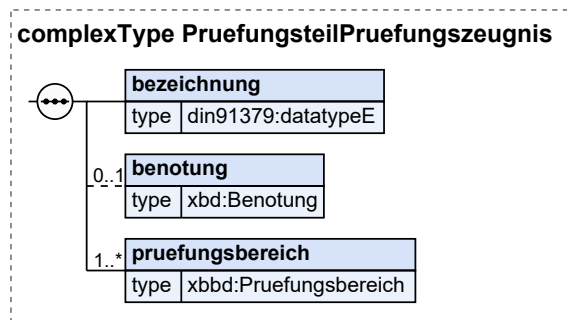 complexType PruefungsteilPruefungszeugnis
bezeichnung
type din91379:datatypeE
0..1
benotung
type xbd:Benotung
1..*
pruefungsbereich
type xbbd:Pruefungsbereich